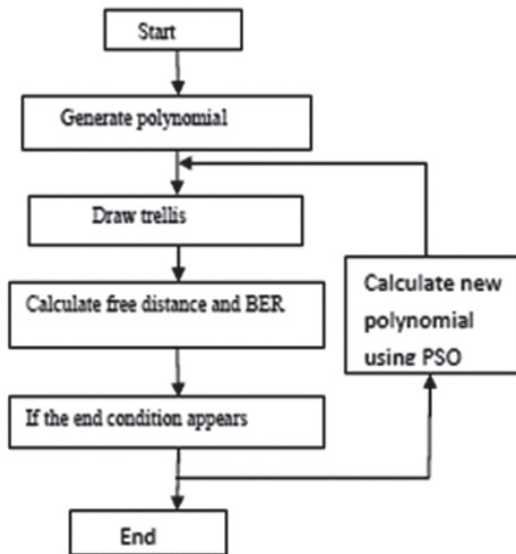 Start
Generate polynomial
Draw trellis
Calculate free distance and BER
If the end condition appears
End
Calculate new
polynomial
using PSO